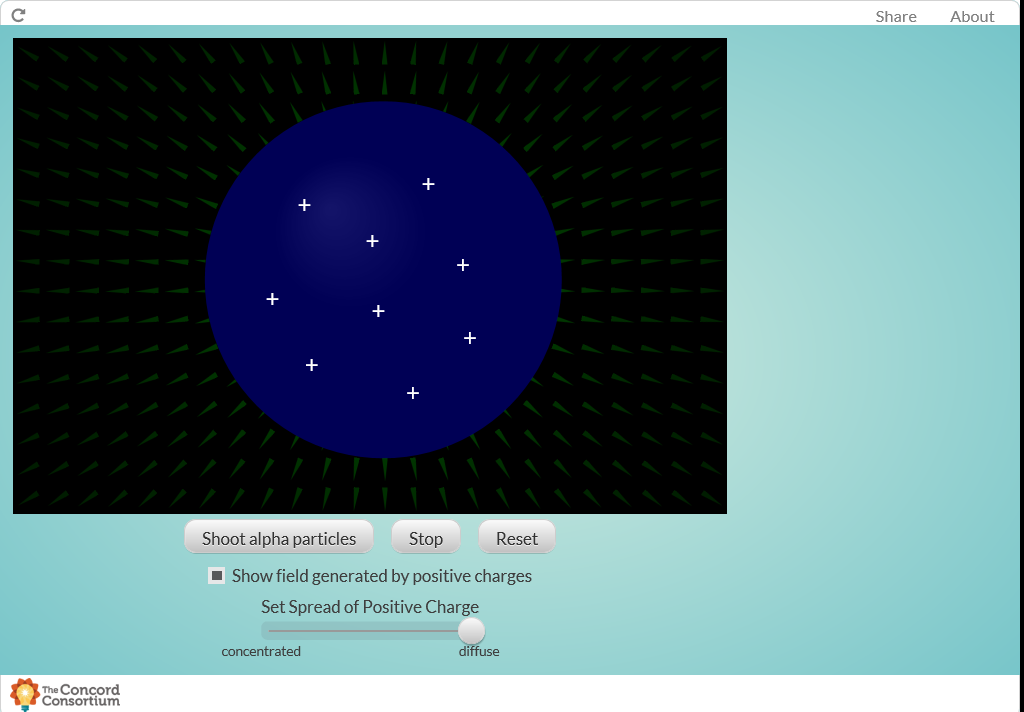 Share About
+
+
+
+
+
+
+
+
+
Shoot alpha particles Stop Reset
Show field generated by positive charges
Set Spread of Positive Charge
concentrated diffuse
The Concord
Consortium